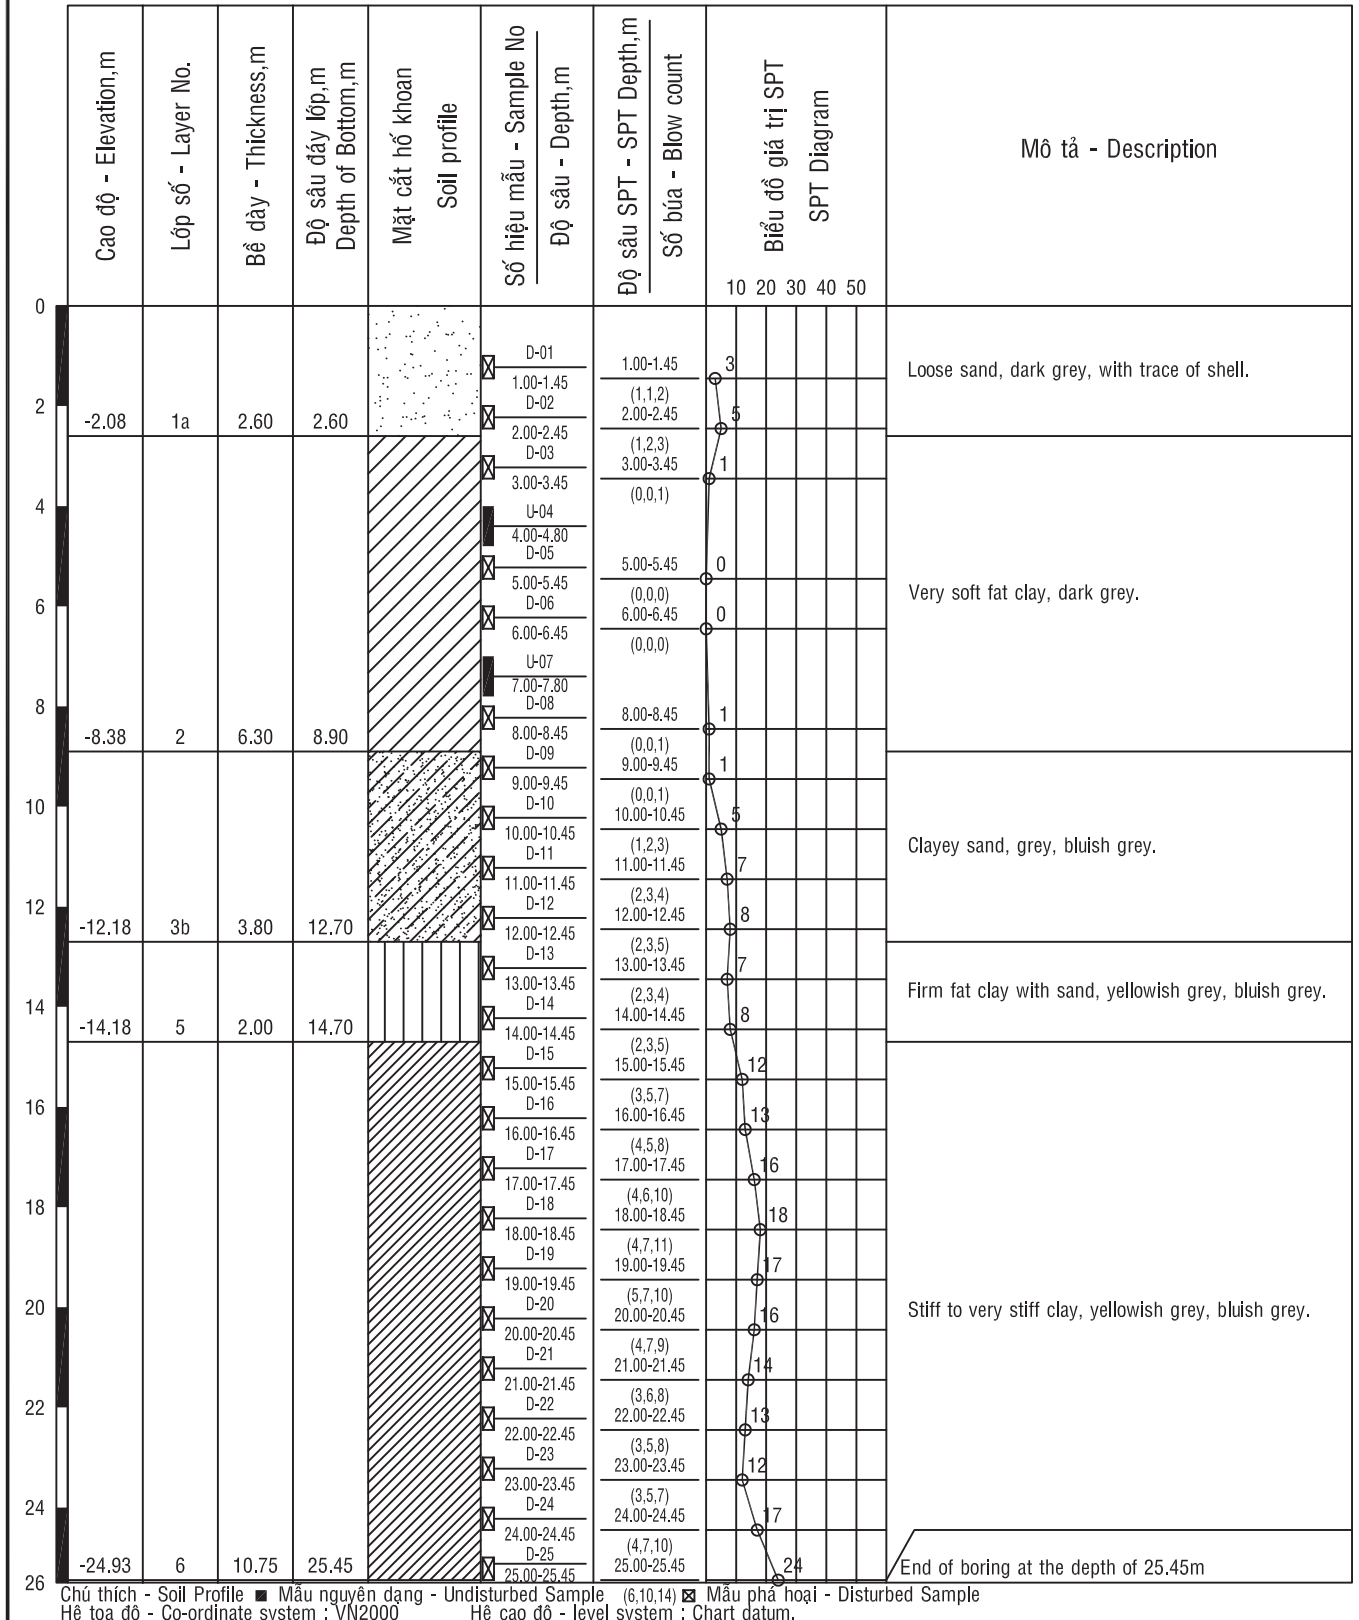 Cao độ - Elevation,m
Lớp số - Layer No.
Bề dày - Thickness,m
Độ sâu đáy lớp,m
Depth of Bottom,m
Mặt cắt hố khoan
Soil profile
Số hiệu mẫu - Sample No
Độ sâu - Depth,m
Độ sâu SPT - SPT Depth,m
Số búa - Blow count
Biểu đồ giá trị SPT
SPT Diagram
10 20 30 40 50
Mô tả - Description
0
D-01
1.00-1.45
1.00-1.45
(1,1,2)
3
Loose sand, dark grey, with trace of shell.
2
D-02
2.00-2.45
2.00-2.45
(1,2,3)
5
-2.08 1a 2.60 2.60
D-03
3.00-3.45
3.00-3.45
(0,0,1)
1
4
U-04
4.00-4.80
D-05
5.00-5.45
5.00-5.45
(0,0,0)
0
Very soft fat clay, dark grey.
6
D-06
6.00-6.45
6.00-6.45
(0,0,0)
0
U-07
7.00-7.80
8
D-08
8.00-8.45
8.00-8.45
(0,0,1)
1
-8.38 2 6.30 8.90
D-09
9.00-9.45
9.00-9.45
(0,0,1)
1
10
D-10
10.00-10.45
10.00-10.45
(1,2,3)
5
Clayey sand, grey, bluish grey.
D-11
11.00-11.45
11.00-11.45
(2,3,4)
7
12
D-12
12.00-12.45
12.00-12.45
(2,3,5)
8
-12.18 3b 3.80 12.70
D-13
13.00-13.45
13.00-13.45
(2,3,4)
7
Firm fat clay with sand, yellowish grey, bluish grey.
14
D-14
14.00-14.45
14.00-14.45
(2,3,5)
8
-14.18 5 2.00 14.70
D-15
15.00-15.45
15.00-15.45
(3,5,7)
12
16
D-16
16.00-16.45
16.00-16.45
(4,5,8)
13
D-17
17.00-17.45
17.00-17.45
(4,6,10)
16
18
D-18
18.00-18.45
18.00-18.45
(4,7,11)
18
D-19
19.00-19.45
19.00-19.45
(5,7,10)
17
20
D-20
20.00-20.45
20.00-20.45
(4,7,9)
16
Stiff to very stiff clay, yellowish grey, bluish grey.
D-21
21.00-21.45
21.00-21.45
(3,6,8)
14
22
D-22
22.00-22.45
22.00-22.45
(3,5,8)
13
D-23
23.00-23.45
23.00-23.45
(3,5,7)
12
24
D-24
24.00-24.45
24.00-24.45
(4,7,10)
17
D-25
25.00-25.45
25.00-25.45
(6,10,14)
24
-24.93 6 10.75 25.45
End of boring at the depth of 25.45m
26
Chú thích - Soil Profile ■ Mẫu nguyên dạng - Undisturbed Sample ⊠ Mẫu phá hoại - Disturbed Sample
Hệ tọa độ - Co-ordinate system : VN2000 Hệ cao độ - level system : Chart datum.